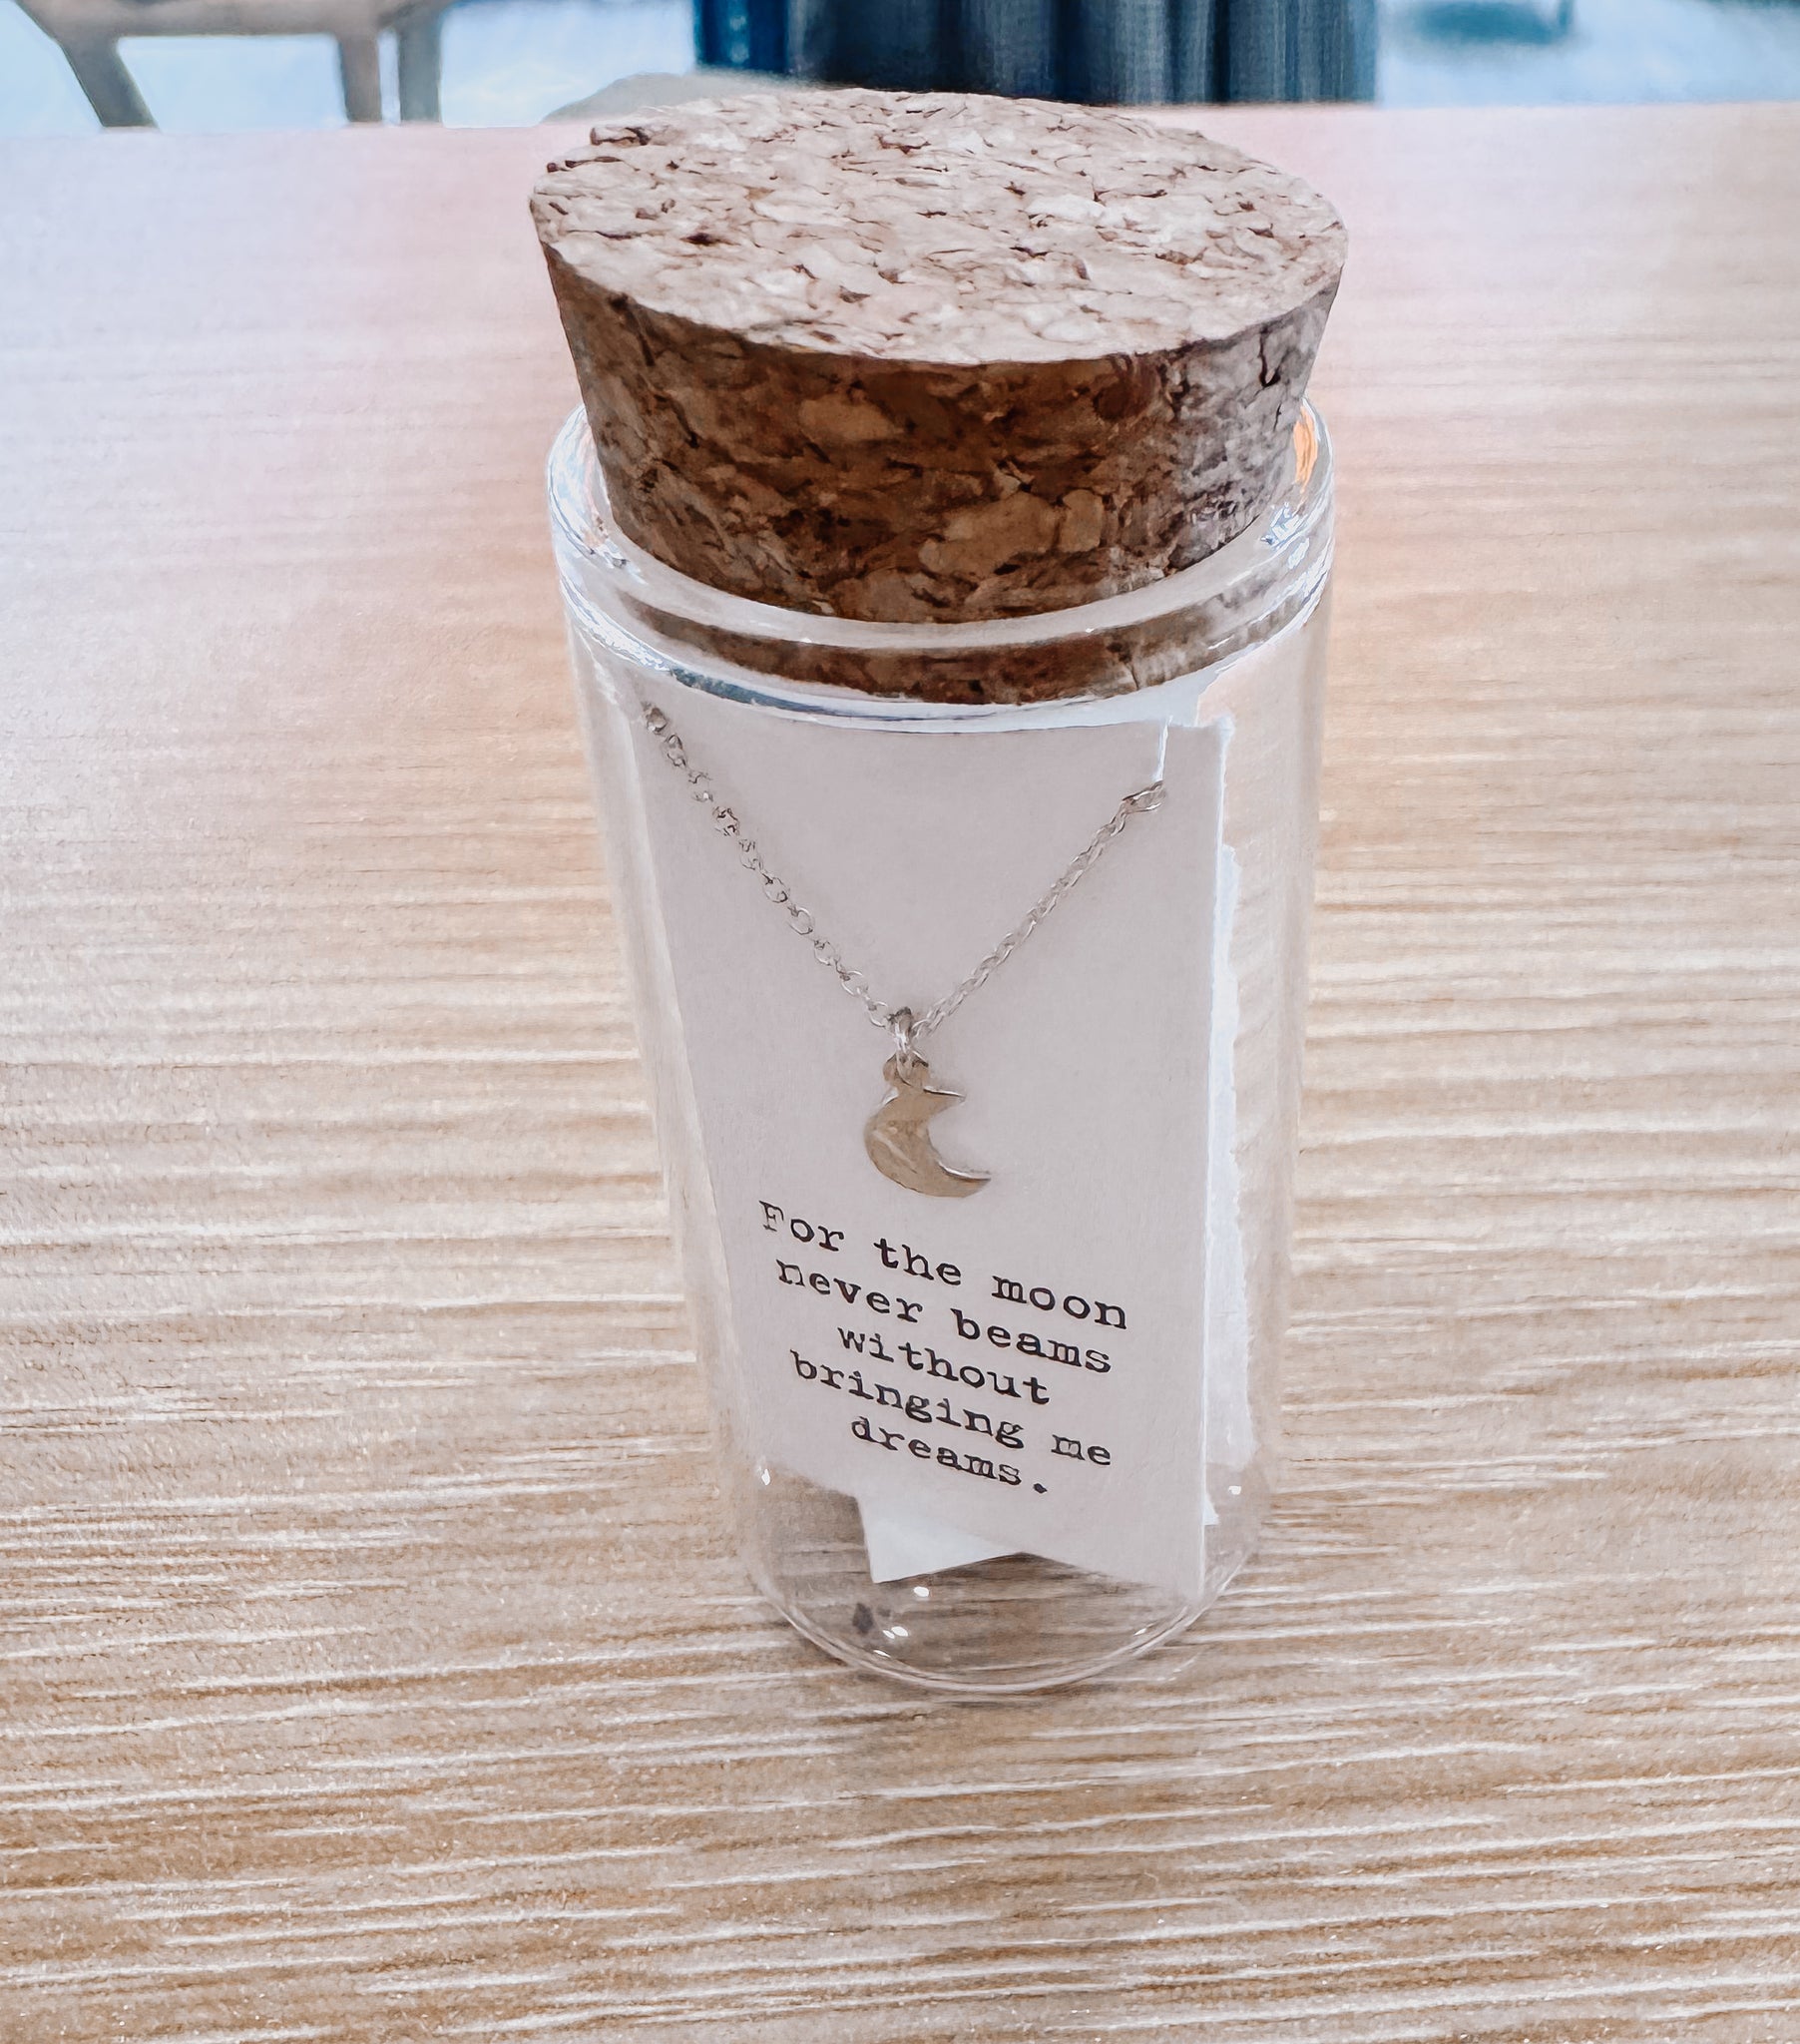 For the moon
never beams
without
bringing me
dreams.